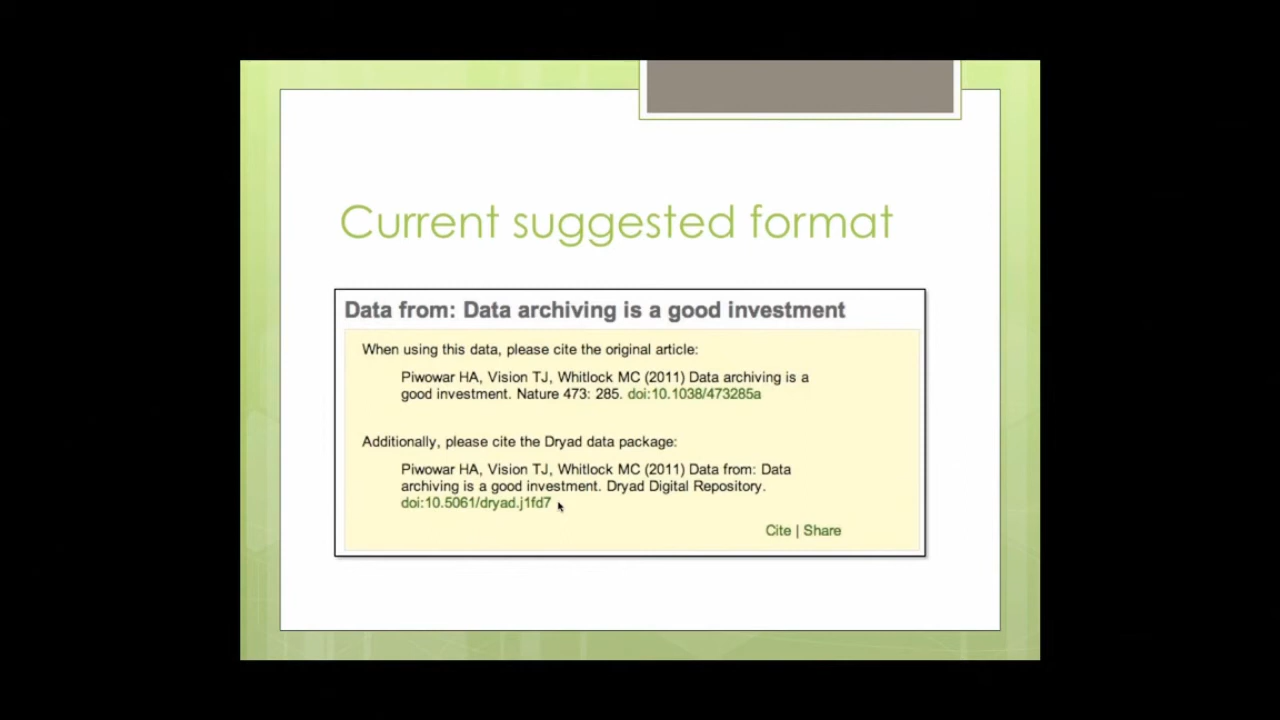 Current suggested format
Data from: Data archiving is a good investment
When using this data, please cite the original article:
Piwowar HA, Vision TJ, Whitlock MC (2011) Data archiving is a
good investment. Nature 473: 285. doi:10.1038/473285a
Additionally, please cite the Dryad data package:
Piwowar HA, Vision TJ, Whitlock MC (2011) Data from: Data
archiving is a good investment. Dryad Digital Repository.
doi:10.5061/dryad.j1fd7
Cite | Share